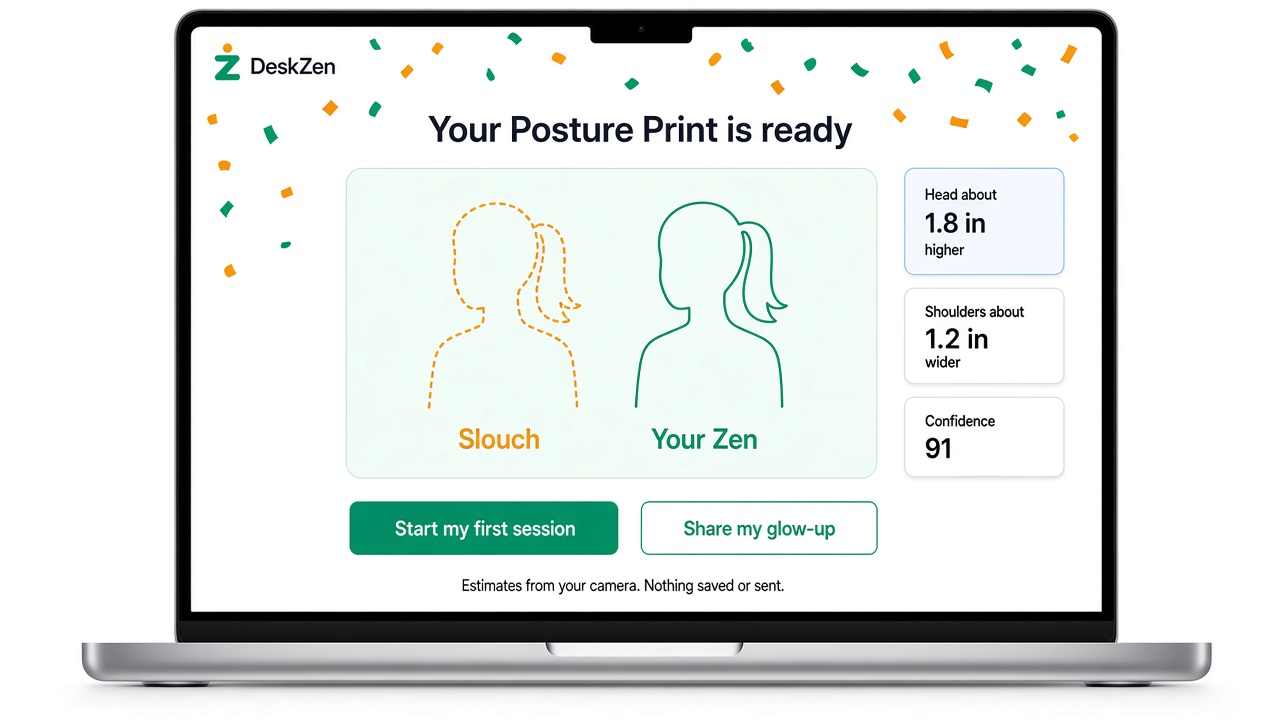 DeskZen
Your Posture Print is ready
Slouch
Your Zen
Head about
1.8 in
higher
Shoulders about
1.2 in
wider
Confidence
91
Start my first session
Share my glow-up
Estimates from your camera. Nothing saved or sent.